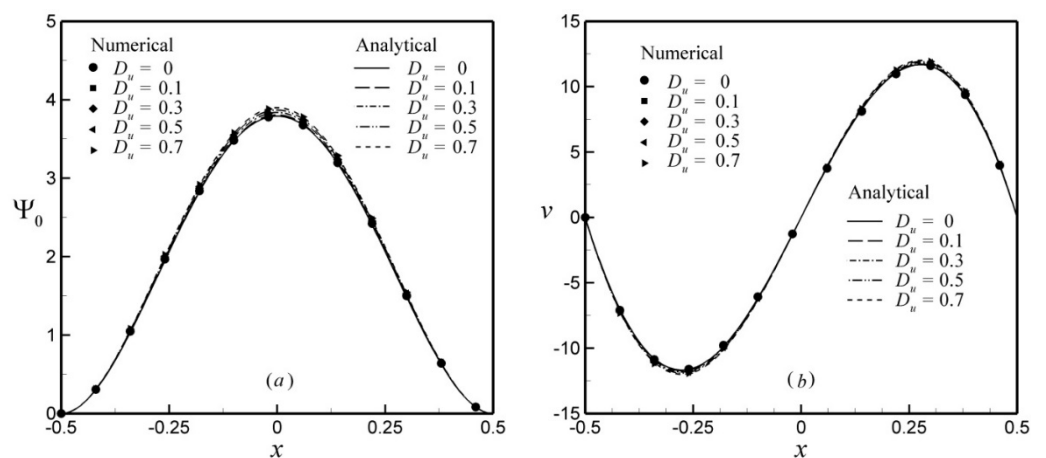 5
4
3
2
1
0
Ψ₀
Numerical
Dᵤ = 0
Dᵤ = 0.1
Dᵤ = 0.3
Dᵤ = 0.5
Dᵤ = 0.7
Analytical
Dᵤ = 0
Dᵤ = 0.1
Dᵤ = 0.3
Dᵤ = 0.5
Dᵤ = 0.7
(a)
-0.5 -0.25 0 0.25 0.5
x
15
10
5
0
-5
-10
-15
v
Numerical
Dᵤ = 0
Dᵤ = 0.1
Dᵤ = 0.3
Dᵤ = 0.5
Dᵤ = 0.7
Analytical
Dᵤ = 0
Dᵤ = 0.1
Dᵤ = 0.3
Dᵤ = 0.5
Dᵤ = 0.7
(b)
-0.5 -0.25 0 0.25 0.5
x